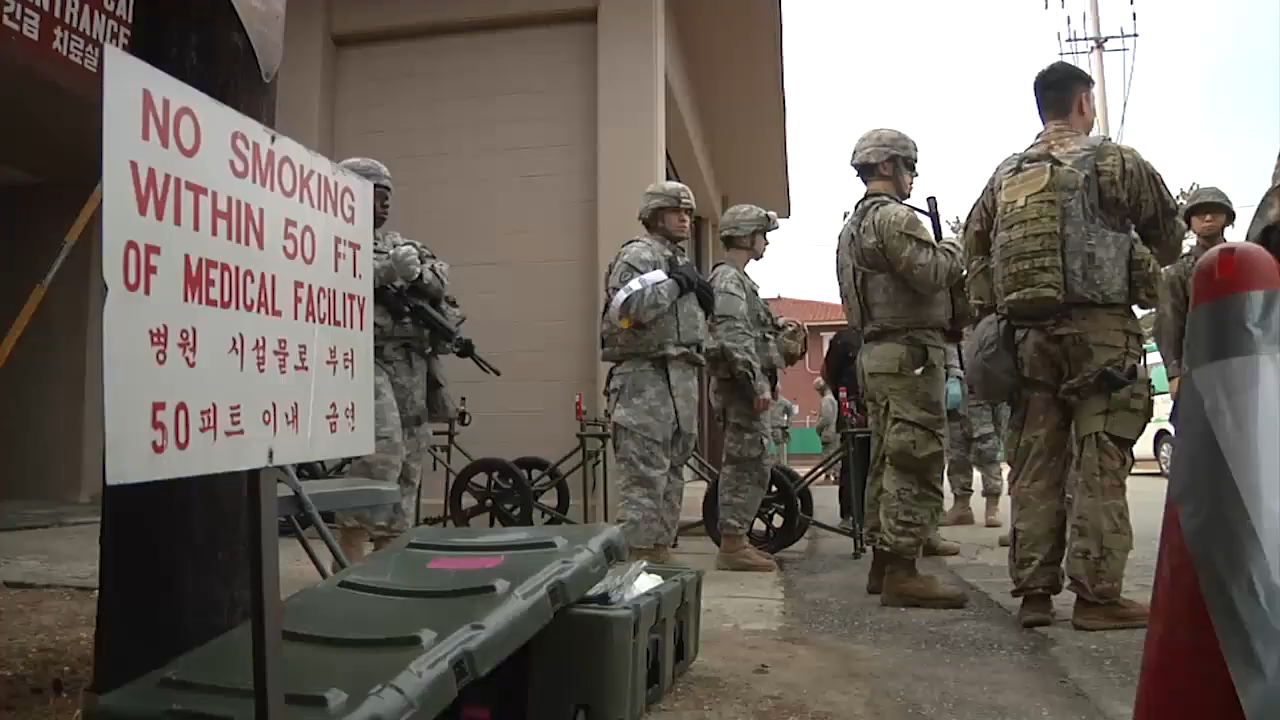 ENTRANCE
긴급 치료실
NO SMOKING
WITHIN 50 FT.
OF MEDICAL FACILITY
병원 시설물로 부터
50 피트 이내 금연